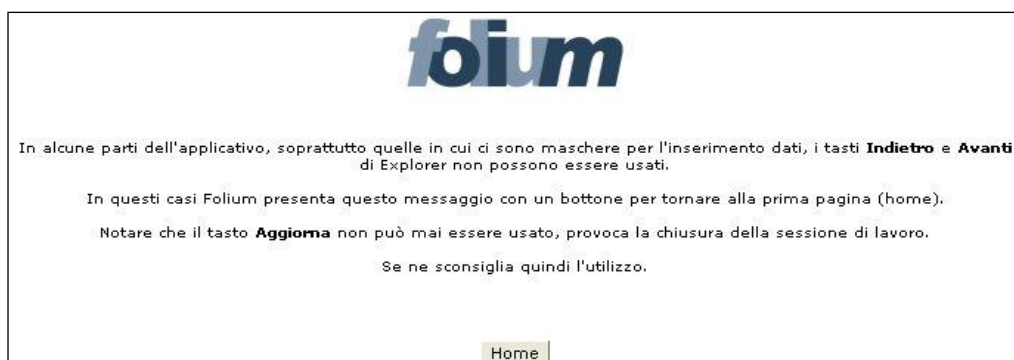 folium
In alcune parti dell'applicativo, soprattutto quelle in cui ci sono maschere per l'inserimento dati, i tasti Indietro e Avanti
di Explorer non possono essere usati.
In questi casi Folium presenta questo messaggio con un bottone per tornare alla prima pagina (home).
Notare che il tasto Aggiorna non può mai essere usato, provoca la chiusura della sessione di lavoro.
Se ne sconsiglia quindi l'utilizzo.
Home